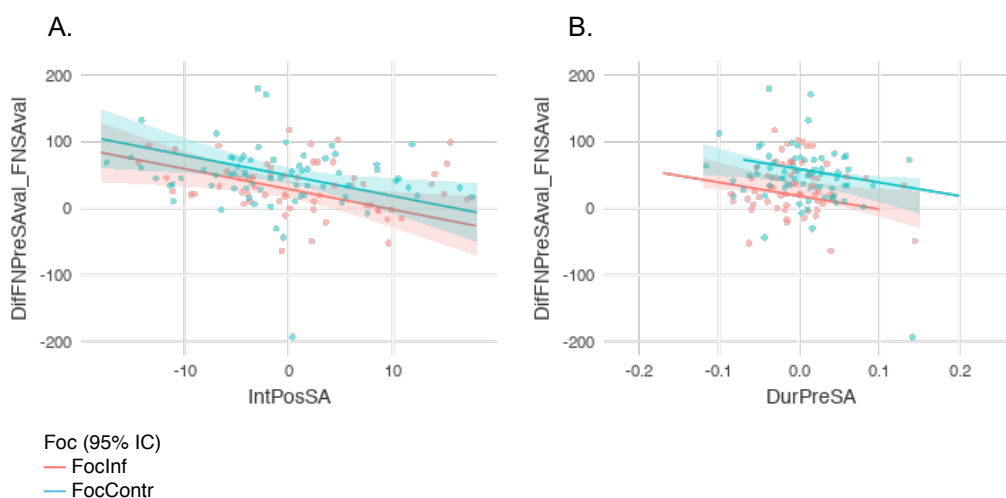 A.
B.
DifFNPreSAval_FNSAval
200
100
0
-100
-200
-10
0
10
IntPosSA
DifFNPreSAval_FNSAval
200
100
0
-100
-200
-0.2
-0.1
0.0
0.1
0.2
DurPreSA
Foc (95% IC)
FocInf
FocContr